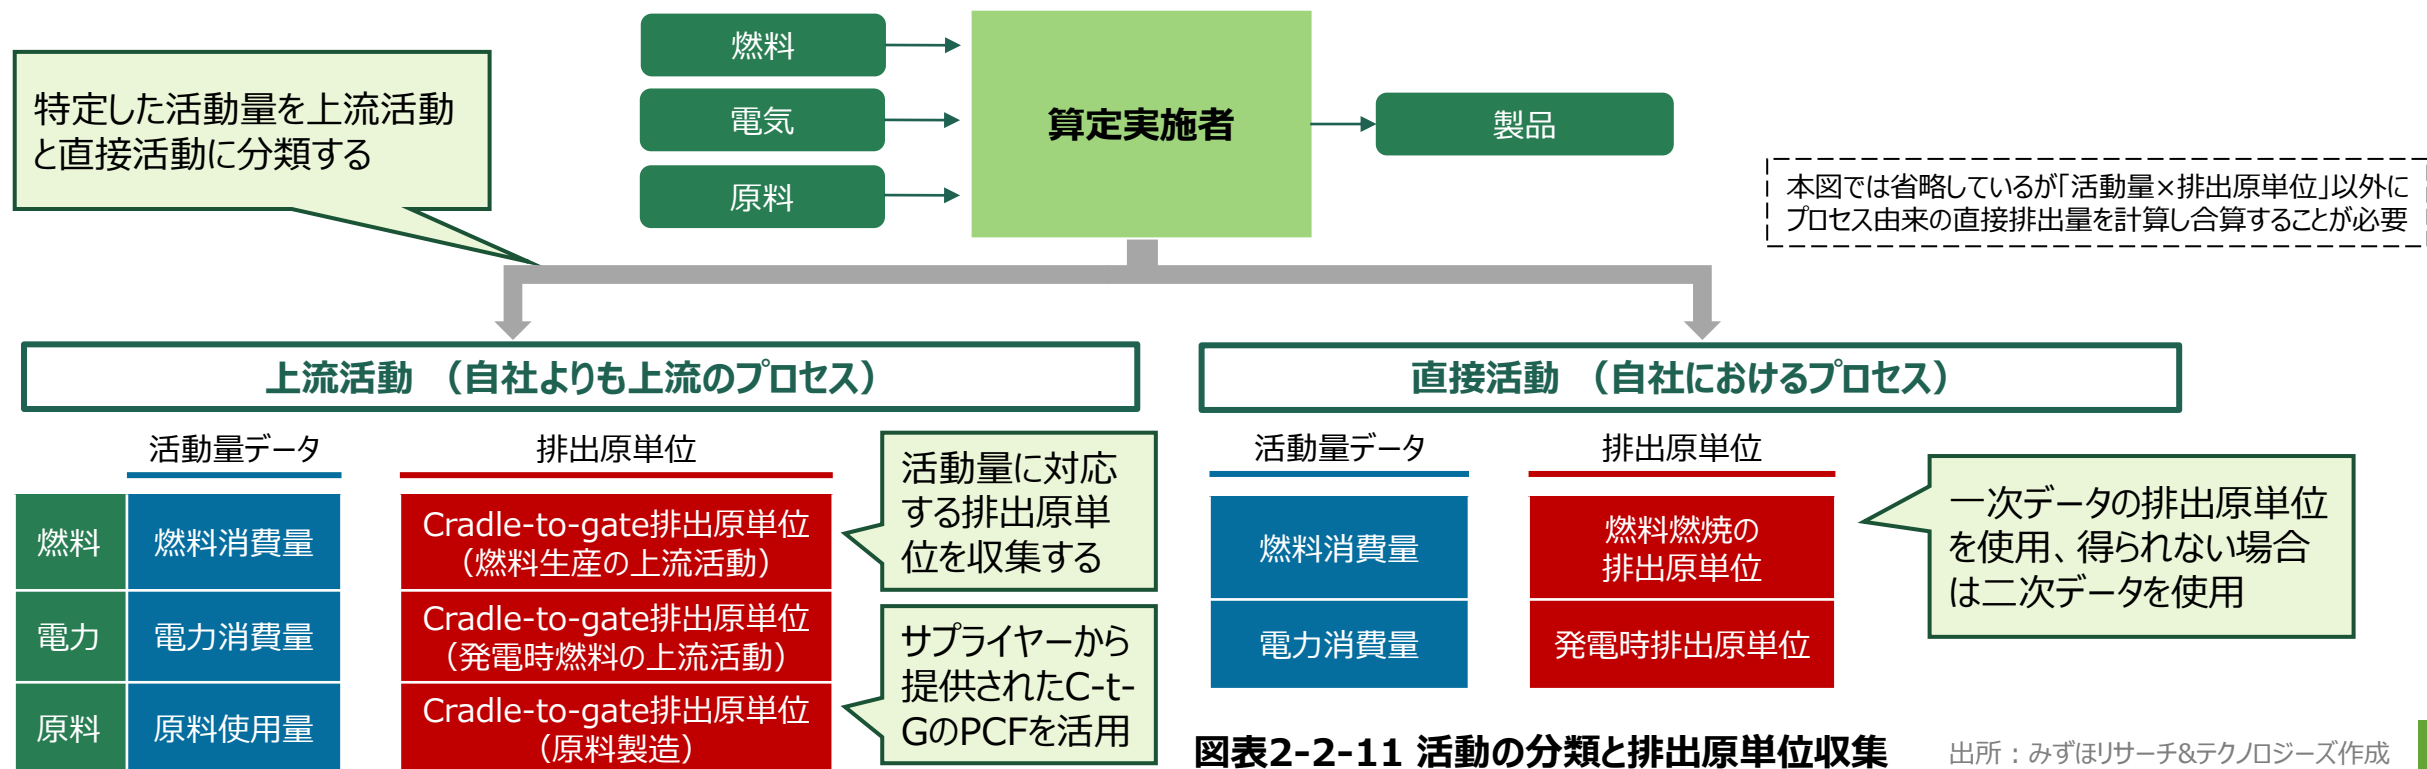 特定した活動量を上流活動
と直接活動に分類する
燃料
電気
原料
算定実施者
製品
本図では省略しているが「活動量×排出原単位」以外に
プロセス由来の直接排出量を計算し合算することが必要
上流活動 （自社よりも上流のプロセス）
活動量データ
排出原単位
燃料
燃料消費量
Cradle-to-gate排出原単位
（燃料生産の上流活動）
電力
電力消費量
Cradle-to-gate排出原単位
（発電時燃料の上流活動）
原料
原料使用量
Cradle-to-gate排出原単位
（原料製造）
活動量に対応
する排出原単
位を収集する
サプライヤーから
提供されたC-t-
GのPCFを活用
直接活動 （自社におけるプロセス）
活動量データ
排出原単位
燃料消費量
燃料燃焼の
排出原単位
電力消費量
発電時排出原単位
一次データの排出原単位
を使用、得られない場合
は二次データを使用
図表2-2-11 活動の分類と排出原単位収集
出所：みずほリサーチ&テクノロジーズ作成